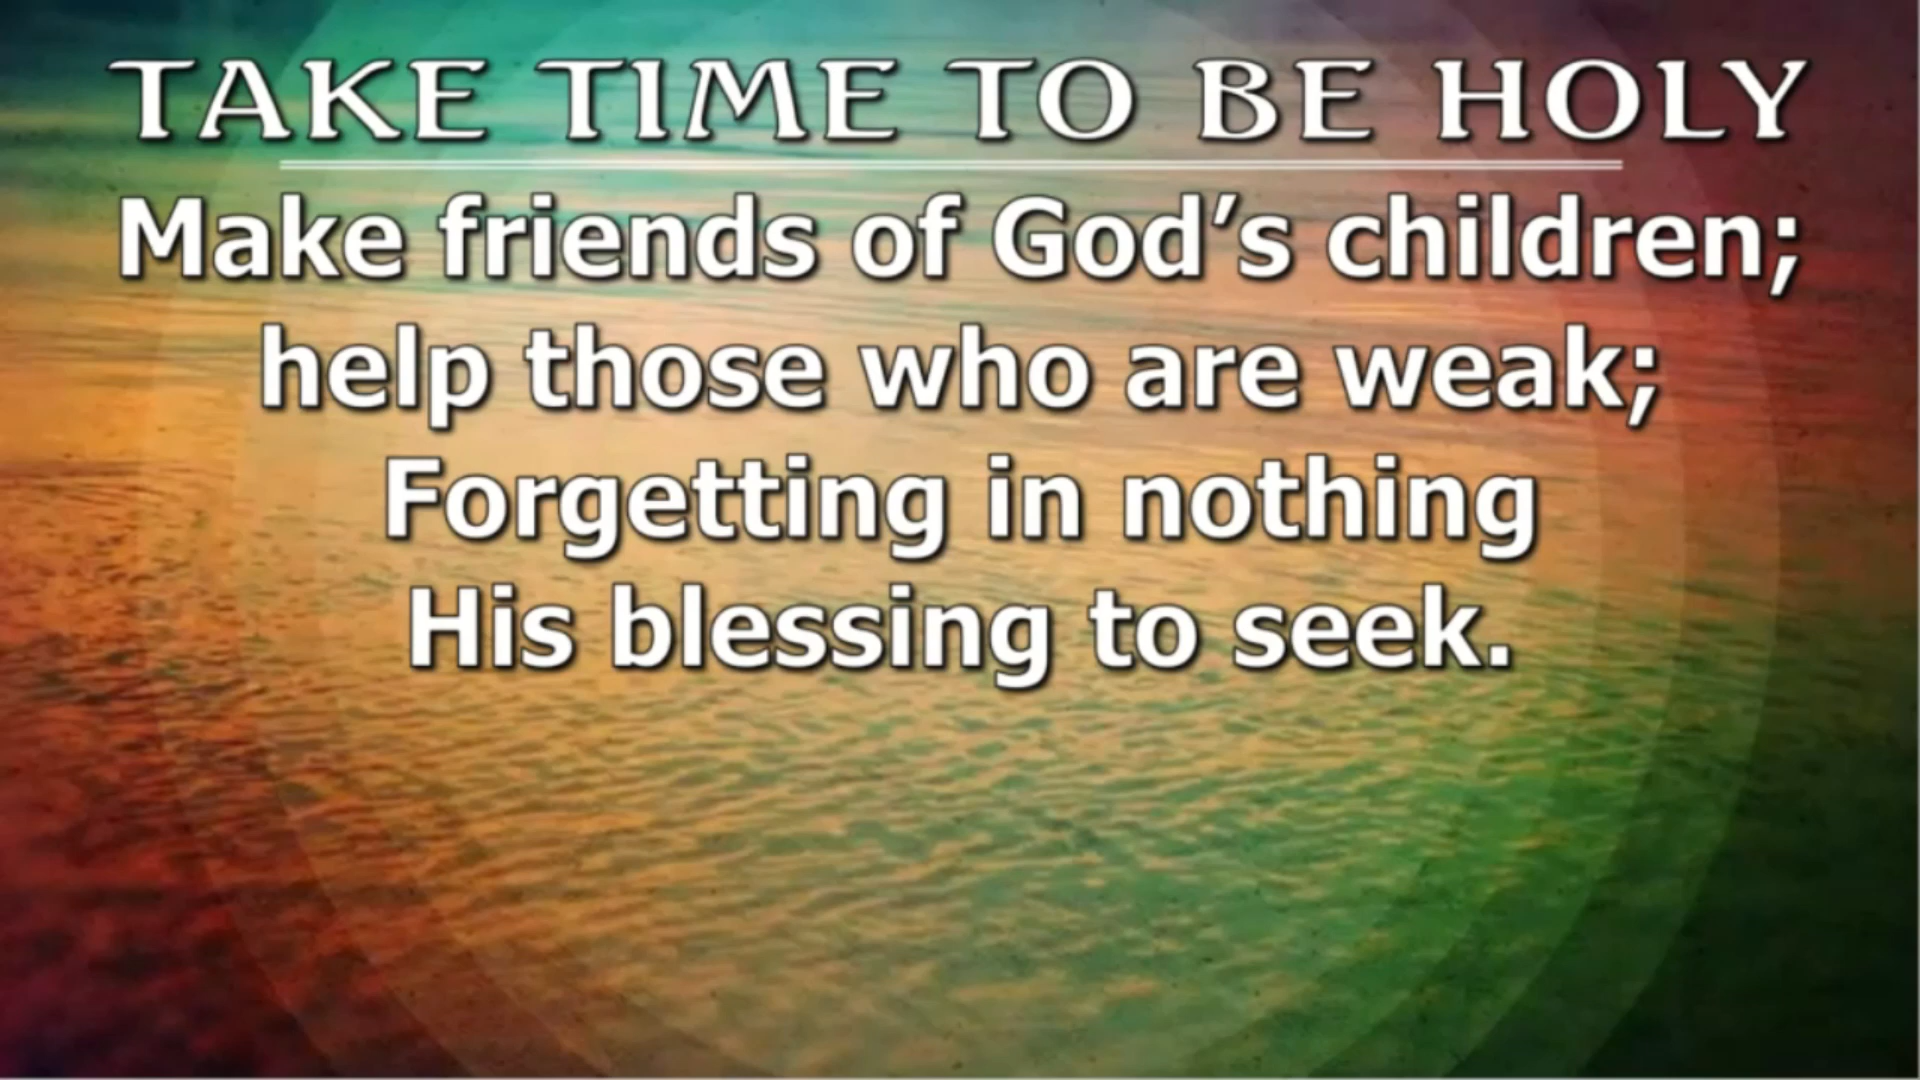 TAKE TIME TO BE HOLY
Make friends of God’s children;
help those who are weak;
Forgetting in nothing
His blessing to seek.